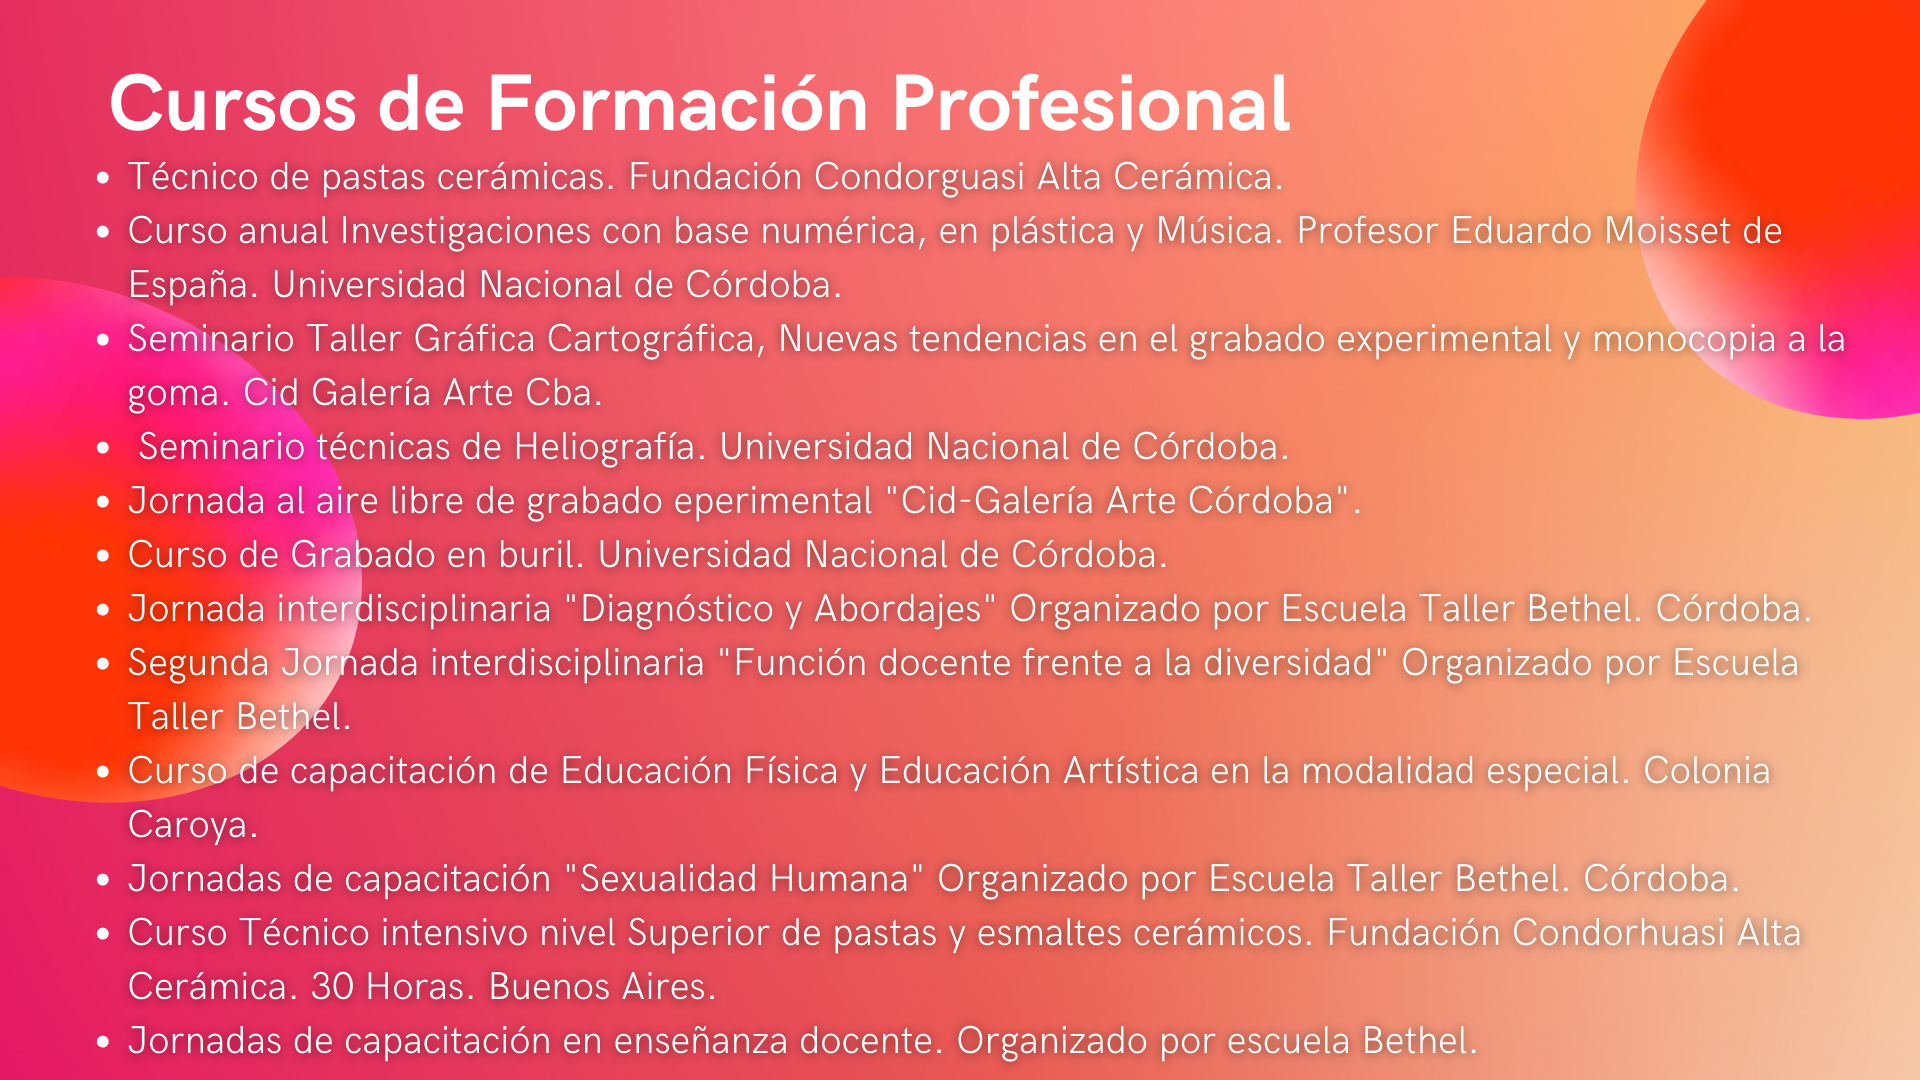 Cursos de Formación Profesional
• Técnico de pastas cerámicas. Fundación Condorguasi Alta Cerámica.
• Curso anual Investigaciones con base numérica, en plástica y Música. Profesor Eduardo Moisset de
España. Universidad Nacional de Córdoba.
• Seminario Taller Gráfica Cartográfica, Nuevas tendencias en el grabado experimental y monocopia a la
goma. Cid Galería Arte Cba.
• Seminario técnicas de Heliografía. Universidad Nacional de Córdoba.
• Jornada al aire libre de grabado eperimental "Cid-Galería Arte Córdoba".
• Curso de Grabado en buril. Universidad Nacional de Córdoba.
• Jornada interdisciplinaria "Diagnóstico y Abordajes" Organizado por Escuela Taller Bethel. Córdoba.
• Segunda Jornada interdisciplinaria "Función docente frente a la diversidad" Organizado por Escuela
Taller Bethel.
• Curso de capacitación de Educación Física y Educación Artística en la modalidad especial. Colonia
Caroya.
• Jornadas de capacitación "Sexualidad Humana" Organizado por Escuela Taller Bethel. Córdoba.
• Curso Técnico intensivo nivel Superior de pastas y esmaltes cerámicos. Fundación Condorhuasi Alta
Cerámica. 30 Horas. Buenos Aires.
• Jornadas de capacitación en enseñanza docente. Organizado por escuela Bethel.